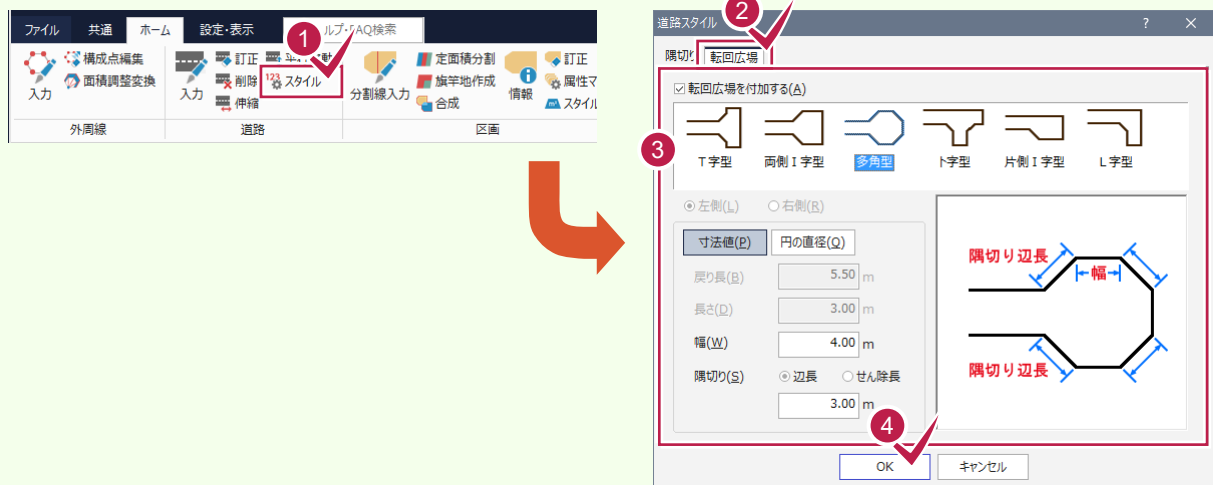 ファイル 共通 ホーム 設定・表示 ルプ・FAQ検索
1
入力
構成点編集
面積調整変換
外周線
入力
訂正
削除
伸縮
スタイル
道路
分割線入力
定面積分割
旗竿地作成
合成
情報
訂正
属性マ
スタイル
区画
道路スタイル ? ×
2
隅切り 転回広場
3
転回広場を付加する(A)
T字型 両側I字型 多角型 ト字型 片側I字型 L字型
左側(L) 右側(R)
寸法値(P) 円の直径(Q)
戻り長(B) 5.50 m
長さ(D) 3.00 m
幅(W) 4.00 m
隅切り(S) 辺長 せん除長
3.00 m
隅切り辺長
幅
隅切り辺長
4
OK キャンセル